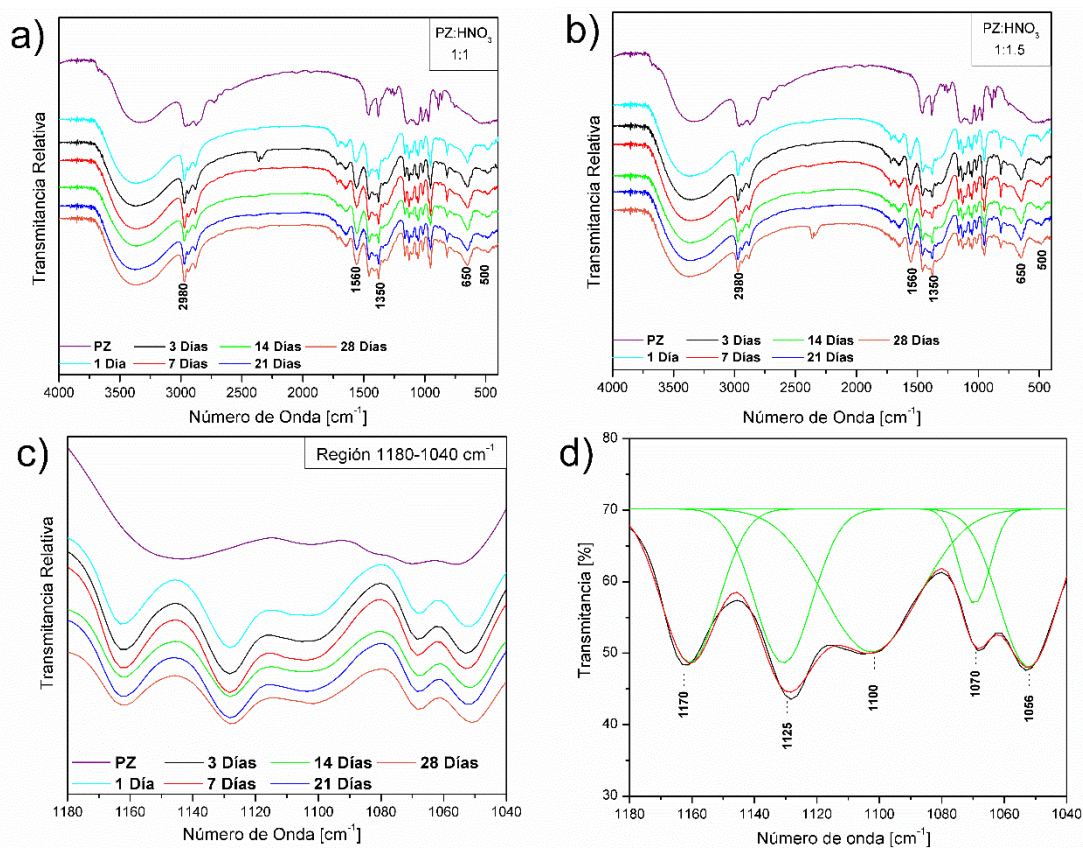 a)
PZ:HNO₃
1:1
Transmitancia Relativa
2980
1560
1350
650
500
PZ 3 Días 14 Días 28 Días
1 Día 7 Días 21 Días
4000 3500 3000 2500 2000 1500 1000 500
Número de Onda [cm⁻¹]
b)
PZ:HNO₃
1:1.5
Transmitancia Relativa
2980
1560
1350
650
500
PZ 3 Días 14 Días 28 Días
1 Día 7 Días 21 Días
4000 3500 3000 2500 2000 1500 1000 500
Número de Onda [cm⁻¹]
c)
Región 1180-1040 cm⁻¹
Transmitancia Relativa
PZ 3 Días 14 Días 28 Días
1 Día 7 Días 21 Días
1180 1160 1140 1120 1100 1080 1060 1040
Número de Onda [cm⁻¹]
d)
80
70
60
50
40
30
Transmitancia [%]
1170
1125
1100
1070
1056
1180 1160 1140 1120 1100 1080 1060 1040
Número de onda [cm⁻¹]